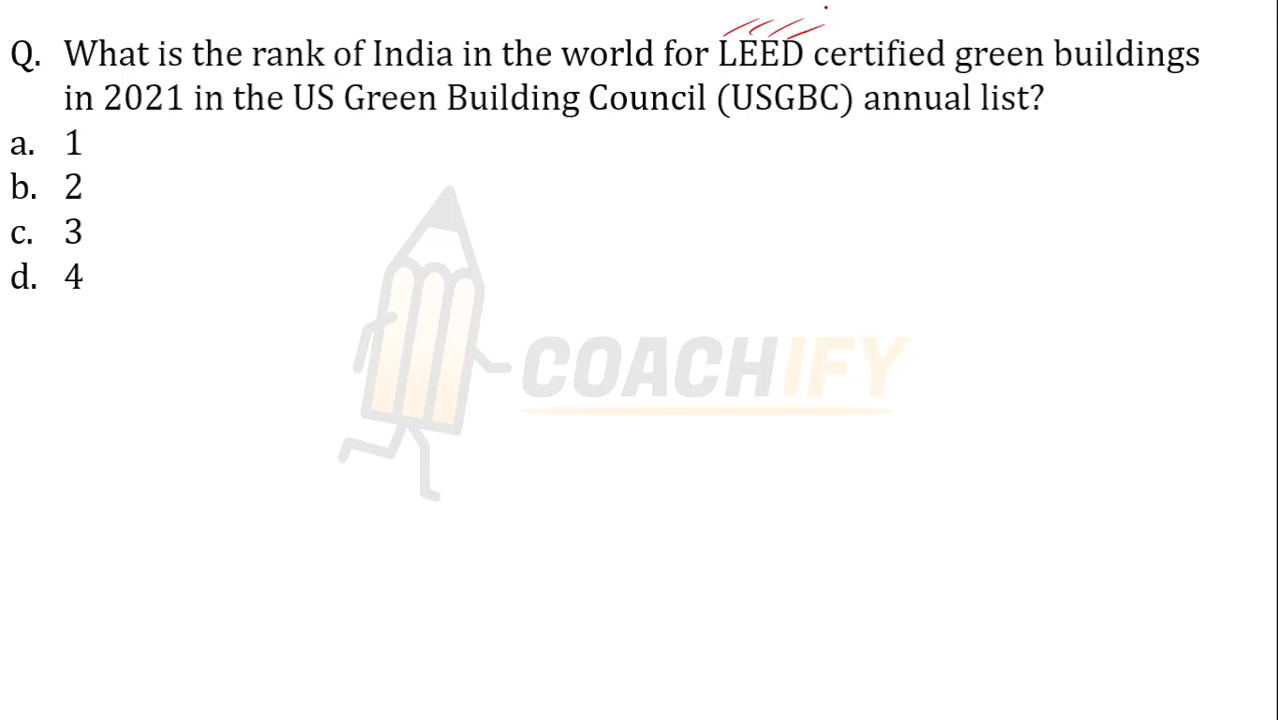 Q. What is the rank of India in the world for LEED certified green buildings
in 2021 in the US Green Building Council (USGBC) annual list?
a. 1
b. 2
c. 3
d. 4
COACHIFY